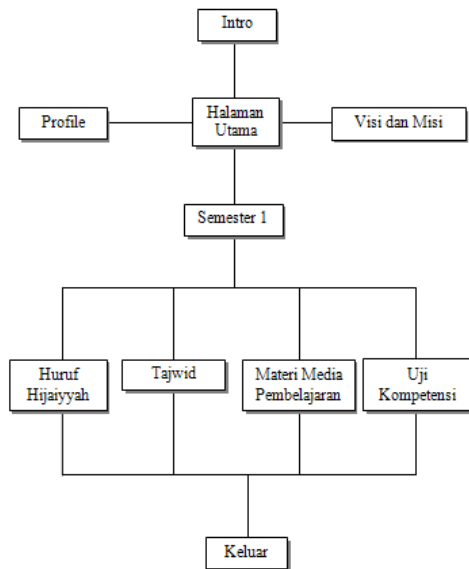 Intro
Profile
Halaman
Utama
Visi dan Misi
Semester 1
Huruf
Hijaiyyah
Tajwid
Materi Media
Pembelajaran
Uji
Kompetensi
Keluar